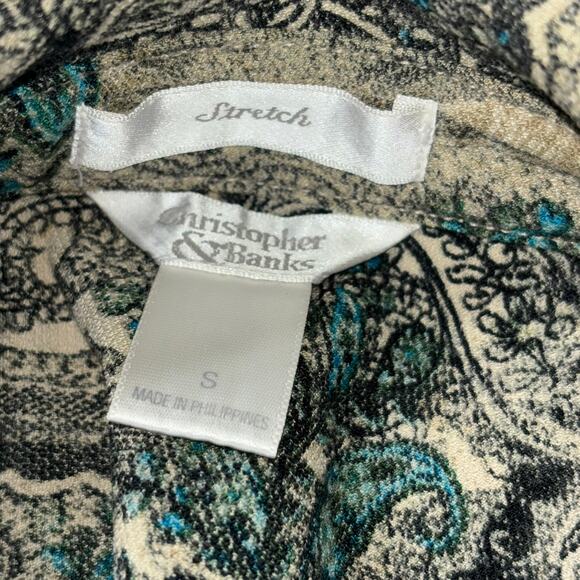 Stretch
Christopher
& Banks
S
MADE IN PHILIPPINES